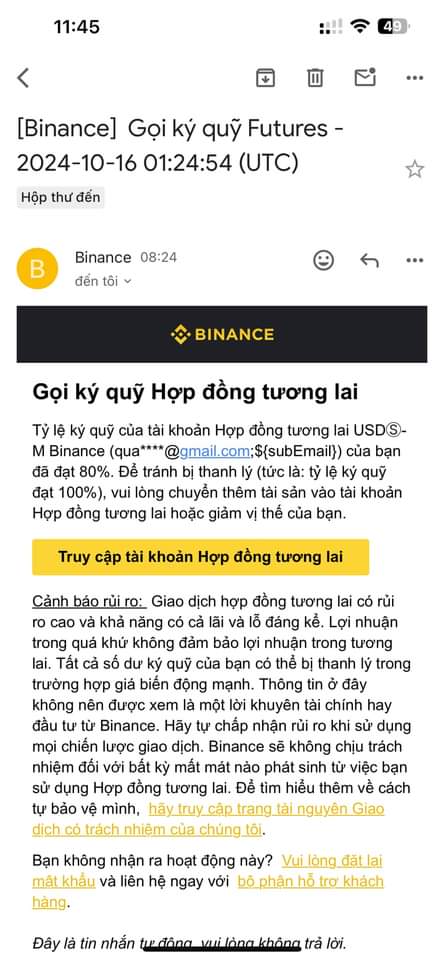 11:45
49
[Binance] Gọi ký quỹ Futures -
2024-10-16 01:24:54 (UTC)
Hộp thư đến
B
Binance 08:24
đến tôi
BINANCE
Gọi ký quỹ Hợp đồng tương lai
Tỷ lệ ký quỹ của tài khoản Hợp đồng tương lai USDⓈ-
M Binance (qua****@gmail.com;${subEmail}) của bạn
đã đạt 80%. Để tránh bị thanh lý (tức là: tỷ lệ ký quỹ
đạt 100%), vui lòng chuyển thêm tài sản vào tài khoản
Hợp đồng tương lai hoặc giảm vị thế của bạn.
Truy cập tài khoản Hợp đồng tương lai
Cảnh báo rủi ro: Giao dịch hợp đồng tương lai có rủi
ro cao và khả năng có cả lãi và lỗ đáng kể. Lợi nhuận
trong quá khứ không đảm bảo lợi nhuận trong tương
lai. Tất cả số dư ký quỹ của bạn có thể bị thanh lý trong
trường hợp giá biến động mạnh. Thông tin ở đây
không nên được xem là một lời khuyên tài chính hay
đầu tư từ Binance. Hãy tự chấp nhận rủi ro khi sử dụng
mọi chiến lược giao dịch. Binance sẽ không chịu trách
nhiệm đối với bất kỳ mất mát nào phát sinh từ việc bạn
sử dụng Hợp đồng tương lai. Để tìm hiểu thêm về cách
tự bảo vệ mình, hãy truy cập trang tài nguyên Giao
dịch có trách nhiệm của chúng tôi.
Bạn không nhận ra hoạt động này? Vui lòng đặt lại
mật khẩu và liên hệ ngay với bộ phận hỗ trợ khách
hàng.
Đây là tin nhắn tự động, vui lòng không trả lời.